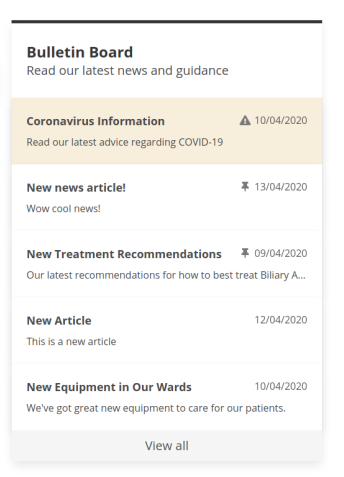 Bulletin Board
Read our latest news and guidance
Coronavirus Information 10/04/2020
Read our latest advice regarding COVID-19
New news article! 13/04/2020
Wow cool news!
New Treatment Recommendations 09/04/2020
Our latest recommendations for how to best treat Biliary A...
New Article 12/04/2020
This is a new article
New Equipment in Our Wards 10/04/2020
We've got great new equipment to care for our patients.
View all